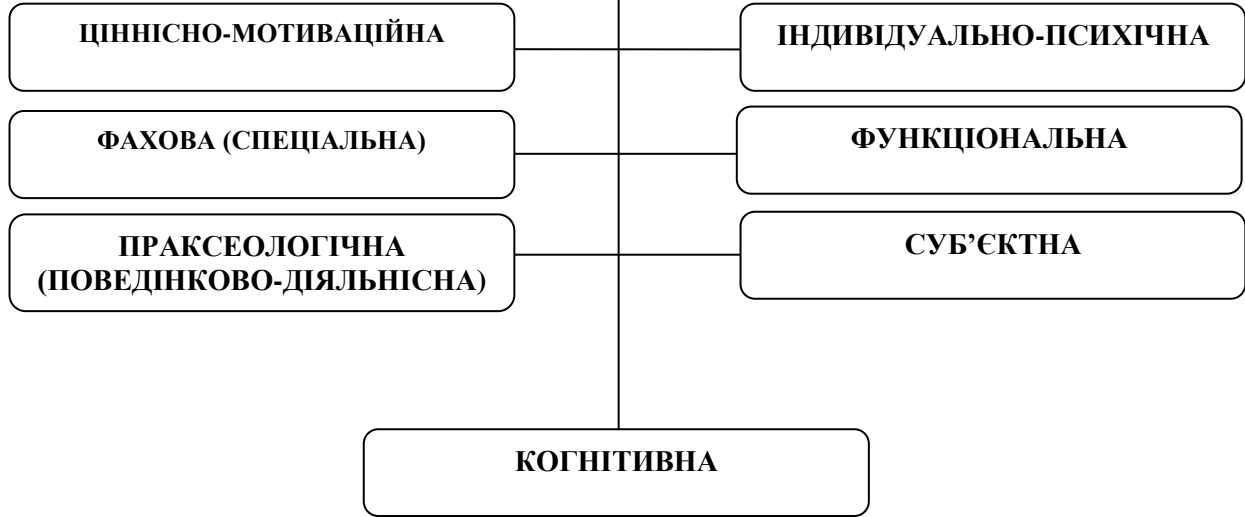 ЦІННІСНО-МОТИВАЦІЙНА
ІНДИВІДУАЛЬНО-ПСИХІЧНА
ФАХОВА (СПЕЦІАЛЬНА)
ФУНКЦІОНАЛЬНА
ПРАКСЕОЛОГІЧНА
(ПОВЕДІНКОВО-ДІЯЛЬНІСНА)
СУБ’ЄКТНА
КОГНІТИВНА